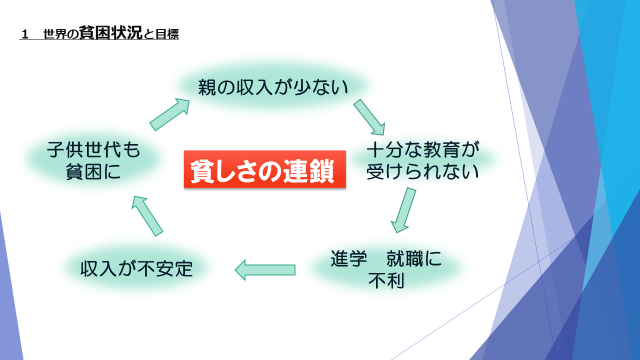 １　世界の貧困状況と目標
親の収入が少ない
十分な教育が
受けられない
進学　就職に
不利
収入が不安定
子供世代も
貧困に
貧しさの連鎖